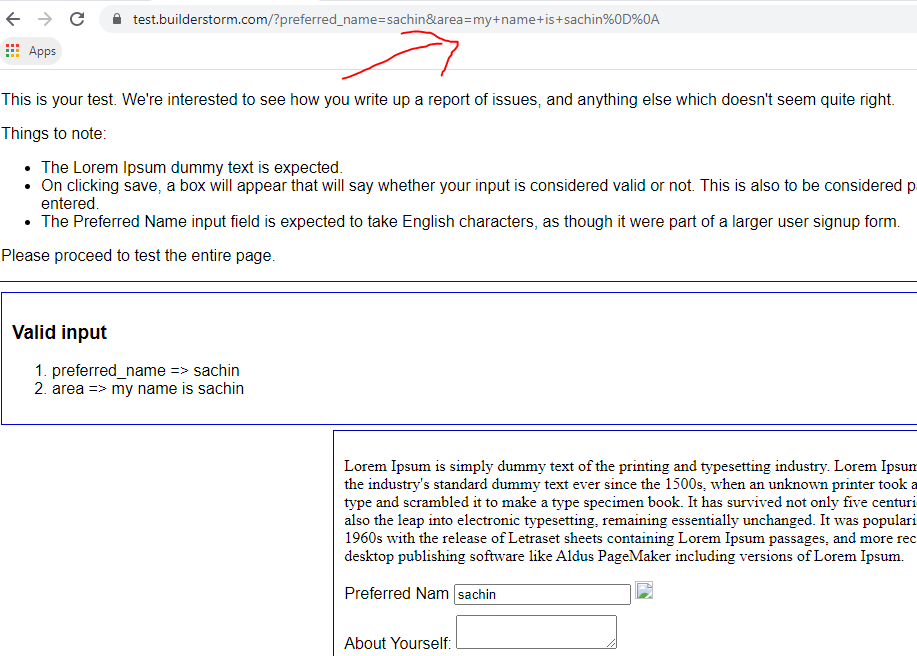 test.builderstorm.com/?preferred_name=sachin&area=my+name+is+sachin%0D%0A
Apps
This is your test. We're interested to see how you write up a report of issues, and anything else which doesn't seem quite right.
Things to note:
• The Lorem Ipsum dummy text is expected.
• On clicking save, a box will appear that will say whether your input is considered valid or not. This is also to be considered
entered.
• The Preferred Name input field is expected to take English characters, as though it were part of a larger user signup form.
Please proceed to test the entire page.
Valid input
1. preferred_name => sachin
2. area => my name is sachin
Lorem Ipsum is simply dummy text of the printing and typesetting industry. Lorem Ipsum
the industry's standard dummy text ever since the 1500s, when an unknown printer took a
type and scrambled it to make a type specimen book. It has survived not only five centuri
also the leap into electronic typesetting, remaining essentially unchanged. It was populari
1960s with the release of Letraset sheets containing Lorem Ipsum passages, and more rec
desktop publishing software like Aldus PageMaker including versions of Lorem Ipsum.
Preferred Nam sachin
About Yourself: